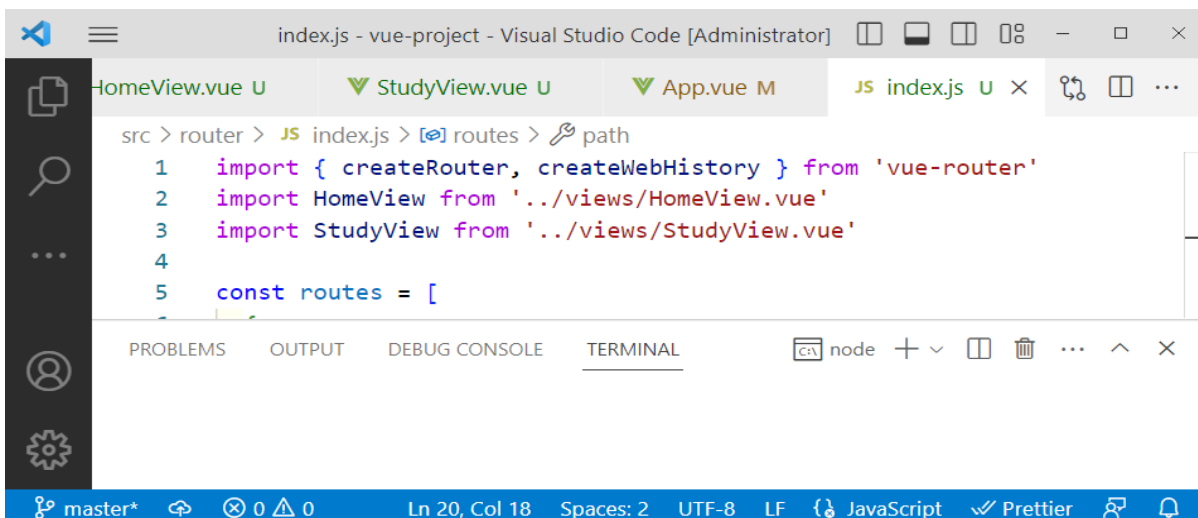 index.js - vue-project - Visual Studio Code [Administrator]
HomeView.vue U StudyView.vue U App.vue M JS index.js U
src > router > JS index.js > routes > path
1 import { createRouter, createWebHistory } from 'vue-router'
2 import HomeView from '../views/HomeView.vue'
3 import StudyView from '../views/StudyView.vue'
4
5 const routes = [
PROBLEMS OUTPUT DEBUG CONSOLE TERMINAL node
master* 0 0 Ln 20, Col 18 Spaces: 2 UTF-8 LF JavaScript Prettier